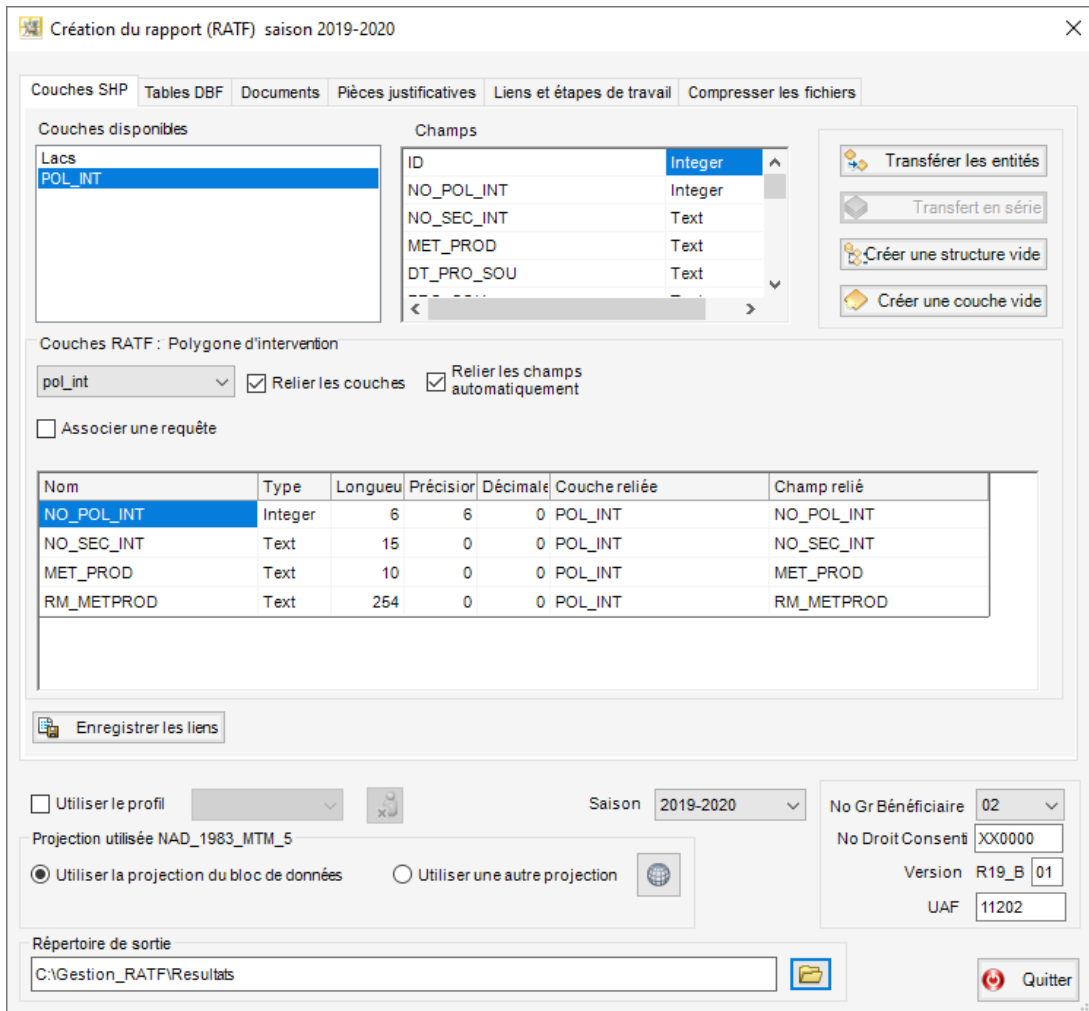 Création du rapport (RATF) saison 2019-2020
Couches SHP Tables DBF Documents Pièces justificatives Liens et étapes de travail Compresser les fichiers
Couches disponibles
Lacs
POL_INT
Champs
ID Integer
NO_POL_INT Integer
NO_SEC_INT Text
MET_PROD Text
DT_PRO_SOU Text
Transférer les entités
Transfert en série
Créer une structure vide
Créer une couche vide
Couches RATF : Polygone d'intervention
pol_int Relier les couches Relier les champs
automatiquement
Associer une requête
Nom Type Longueu Précision Décimale Couche reliée Champ relié
NO_POL_INT Integer 6 6 0 POL_INT NO_POL_INT
NO_SEC_INT Text 15 0 0 POL_INT NO_SEC_INT
MET_PROD Text 10 0 0 POL_INT MET_PROD
RM_METPROD Text 254 0 0 POL_INT RM_METPROD
Enregistrer les liens
Utiliser le profil Saison 2019-2020
Projection utilisée NAD_1983_MTM_5
Utiliser la projection du bloc de données Utiliser une autre projection
No Gr Bénéficiaire 02
No Droit Consenti XX0000
Version R19_B 01
UAF 11202
Répertoire de sortie
C:\Gestion_RATF\Resultats
Quitter